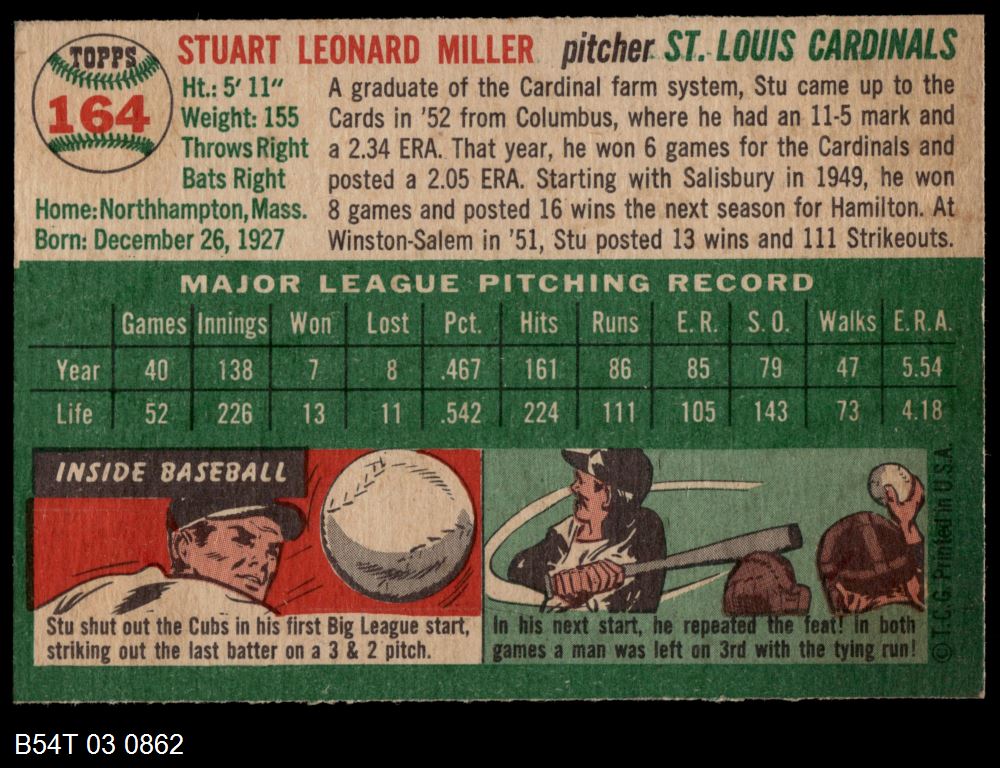 TOPPS
164
STUART LEONARD MILLER pitcher ST. LOUIS CARDINALS
Ht.: 5' 11"
Weight: 155
Throws Right
Bats Right
Home: Northhampton, Mass.
Born: December 26, 1927
A graduate of the Cardinal farm system, Stu came up to the
Cards in '52 from Columbus, where he had an 11-5 mark and
a 2.34 ERA. That year, he won 6 games for the Cardinals and
posted a 2.05 ERA. Starting with Salisbury in 1949, he won
8 games and posted 16 wins the next season for Hamilton. At
Winston-Salem in '51, Stu posted 13 wins and 111 Strikeouts.
MAJOR LEAGUE PITCHING RECORD
Games Innings Won Lost Pct. Hits Runs E.R. S.O. Walks E.R.A.
Year 40 138 7 8 .467 161 86 85 79 47 5.54
Life 52 226 13 11 .542 224 111 105 143 73 4.18
INSIDE BASEBALL
Stu shut out the Cubs in his first Big League start,
striking out the last batter on a 3 & 2 pitch.
In his next start, he repeated the feat! In both
games a man was left on 3rd with the tying run!
© T.C.G. Printed in U.S.A.
B54T 03 0862